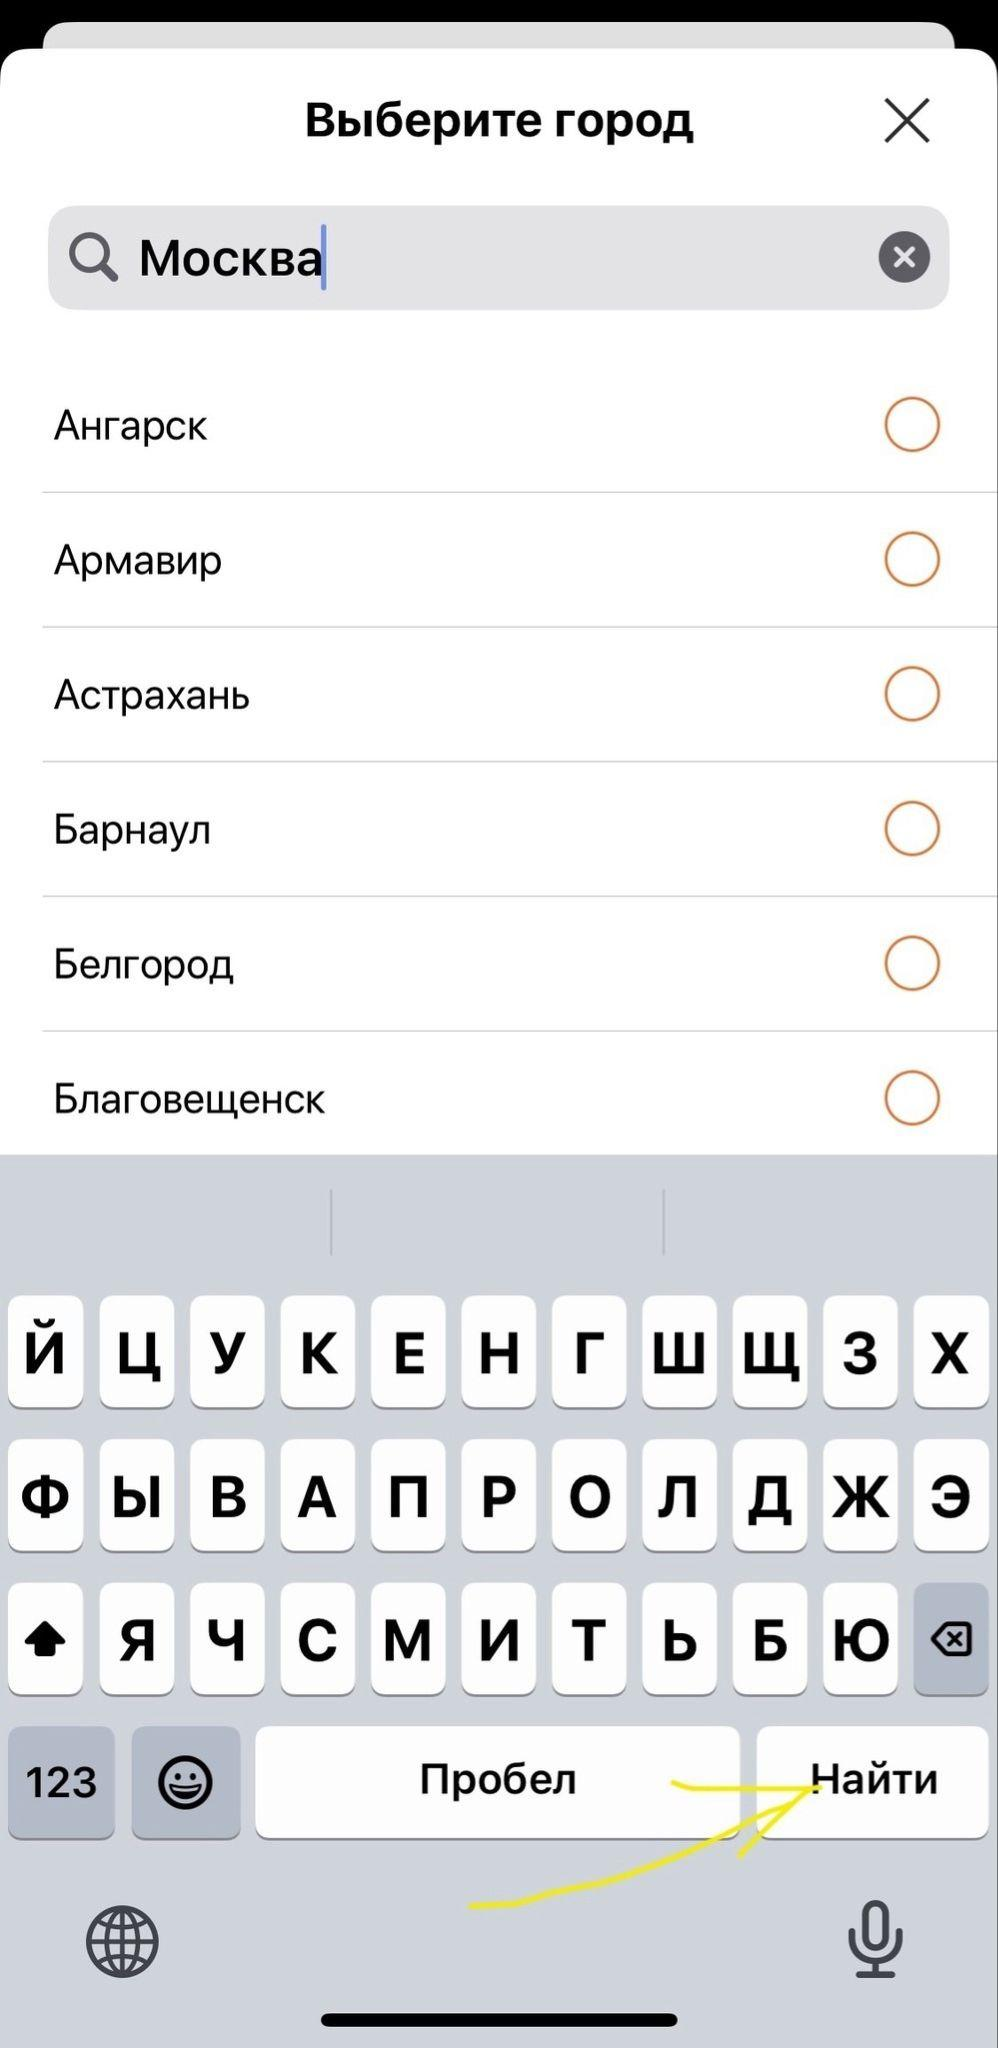 Выберите город
Москва
Ангарск
Армавир
Астрахань
Барнаул
Белгород
Благовещенск
Й Ц У К Е Н Г Ш Щ З Х
Ф Ы В А П Р О Л Д Ж Э
Я Ч С М И Т Ь Б Ю
123 Пробел Найти